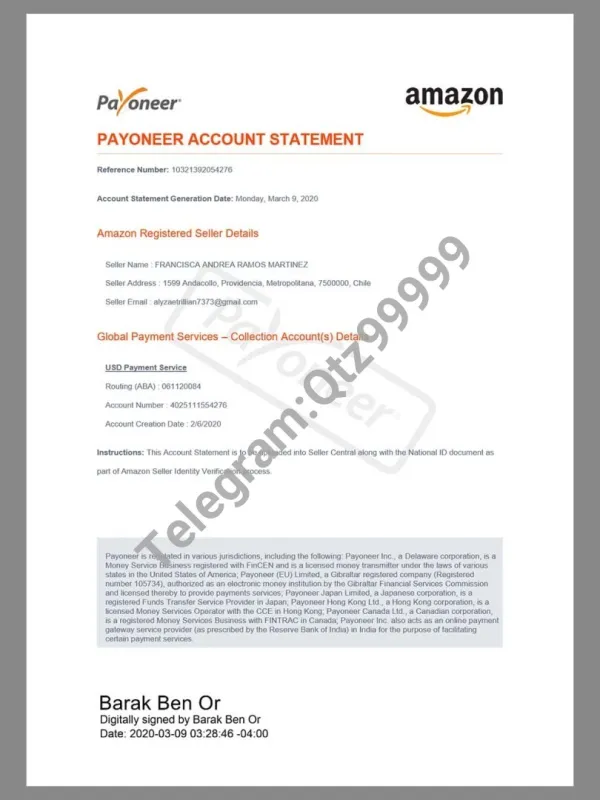 Payoneer
amazon
PAYONEER ACCOUNT STATEMENT
Reference Number: 10321392054276
Account Statement Generation Date: Monday, March 9, 2020
Amazon Registered Seller Details
Seller Name : FRANCISCA ANDREA RAMOS MARTINEZ
Seller Address : 1599 Andacollo, Providencia, Metropolitana, 7500000, Chile
Seller Email : alyzaetrillian7373@gmail.com
Global Payment Services – Collection Account(s) Details
USD Payment Service
Routing (ABA) : 061120084
Account Number : 4025111554276
Account Creation Date : 2/6/2020
Instructions: This Account Statement is to be uploaded into Seller Central along with the National ID document as
part of Amazon Seller Identity Verification process.
Payoneer
Telegram:Qtz99999
Payoneer is regulated in various jurisdictions, including the following: Payoneer Inc., a Delaware corporation, is a
Money Service Business registered with FinCEN and is a licensed money transmitter under the laws of various
states in the United States of America; Payoneer (EU) Limited, a Gibraltar registered company (Registered
number 105734), authorized as an electronic money institution by the Gibraltar Financial Services Commission
and licensed thereby to provide payments services; Payoneer Japan Limited, a Japanese corporation, is a
registered Funds Transfer Service Provider in Japan; Payoneer Hong Kong Ltd., a Hong Kong corporation, is a
licensed Money Services Operator with the CCE in Hong Kong; Payoneer Canada Ltd., a Canadian corporation,
is a registered Money Services Business with FINTRAC in Canada; Payoneer Inc. also acts as an online payment
gateway service provider (as prescribed by the Reserve Bank of India) in India for the purpose of facilitating
certain payment services.
Barak Ben Or
Digitally signed by Barak Ben Or
Date: 2020-03-09 03:28:46 -04:00